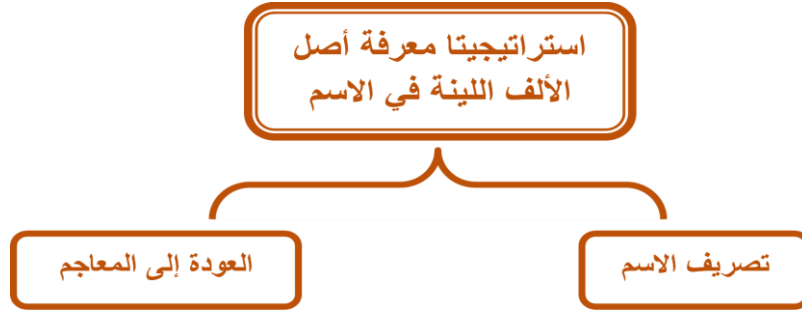 استراتيجيتا معرفة أصل
الألف اللينة في الاسم
تصريف الاسم
العودة إلى المعاجم